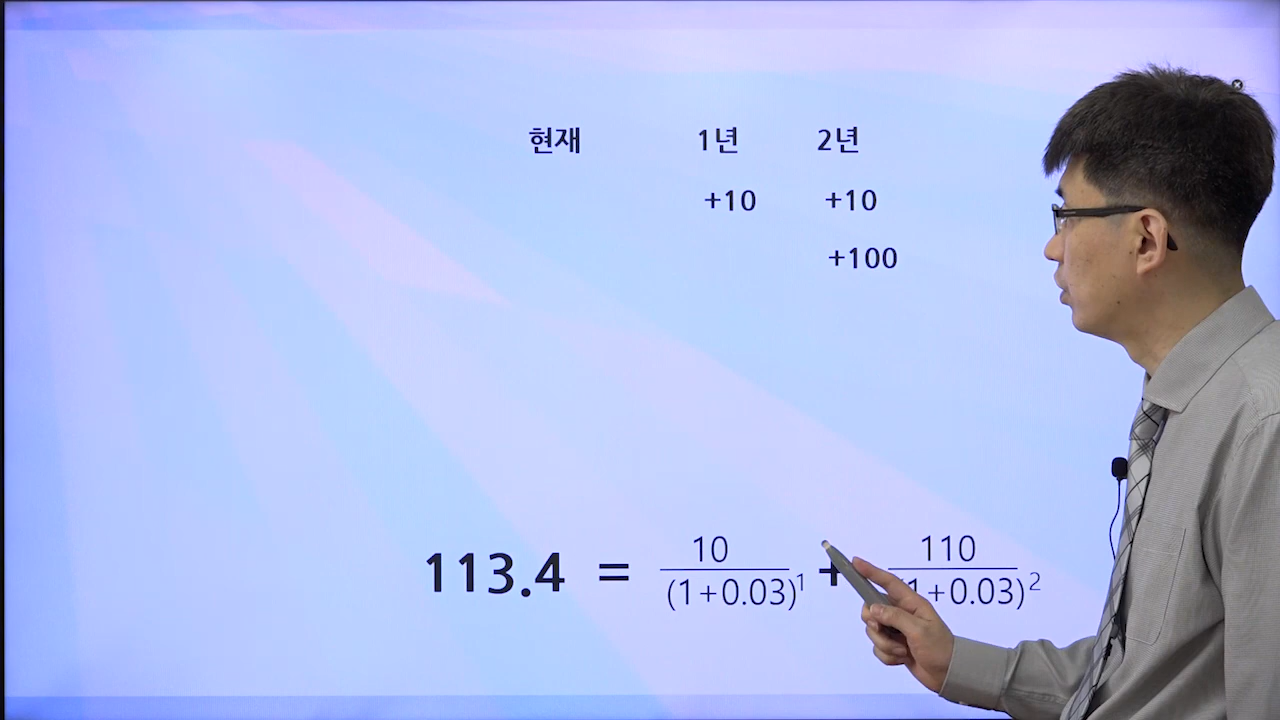 현재 1년 2년
+10 +10
+100
113.4 = 10/(1+0.03)¹ + 110/(1+0.03)²